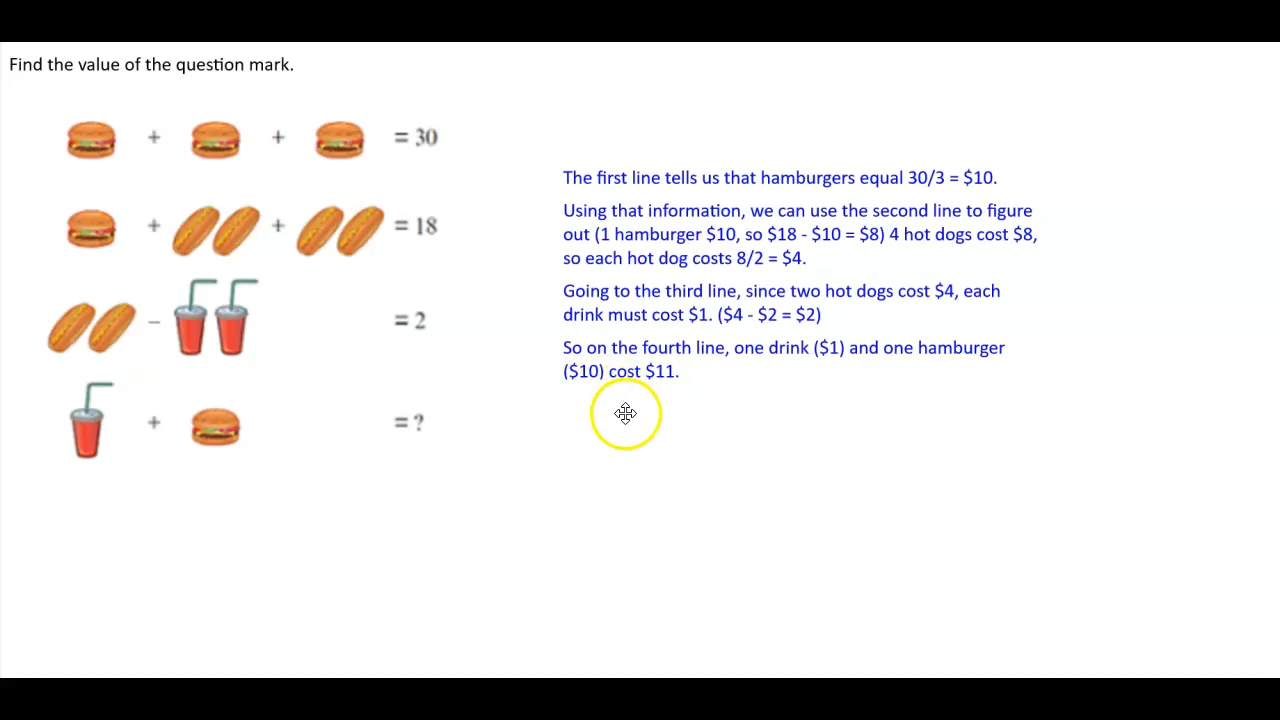 Find the value of the question mark.
+ + = 30
+ + = 18
– = 2
+ = ?
The first line tells us that hamburgers equal 30/3 = $10.
Using that information, we can use the second line to figure
out (1 hamburger $10, so $18 - $10 = $8) 4 hot dogs cost $8,
so each hot dog costs 8/2 = $4.
Going to the third line, since two hot dogs cost $4, each
drink must cost $1. ($4 - $2 = $2)
So on the fourth line, one drink ($1) and one hamburger
($10) cost $11.